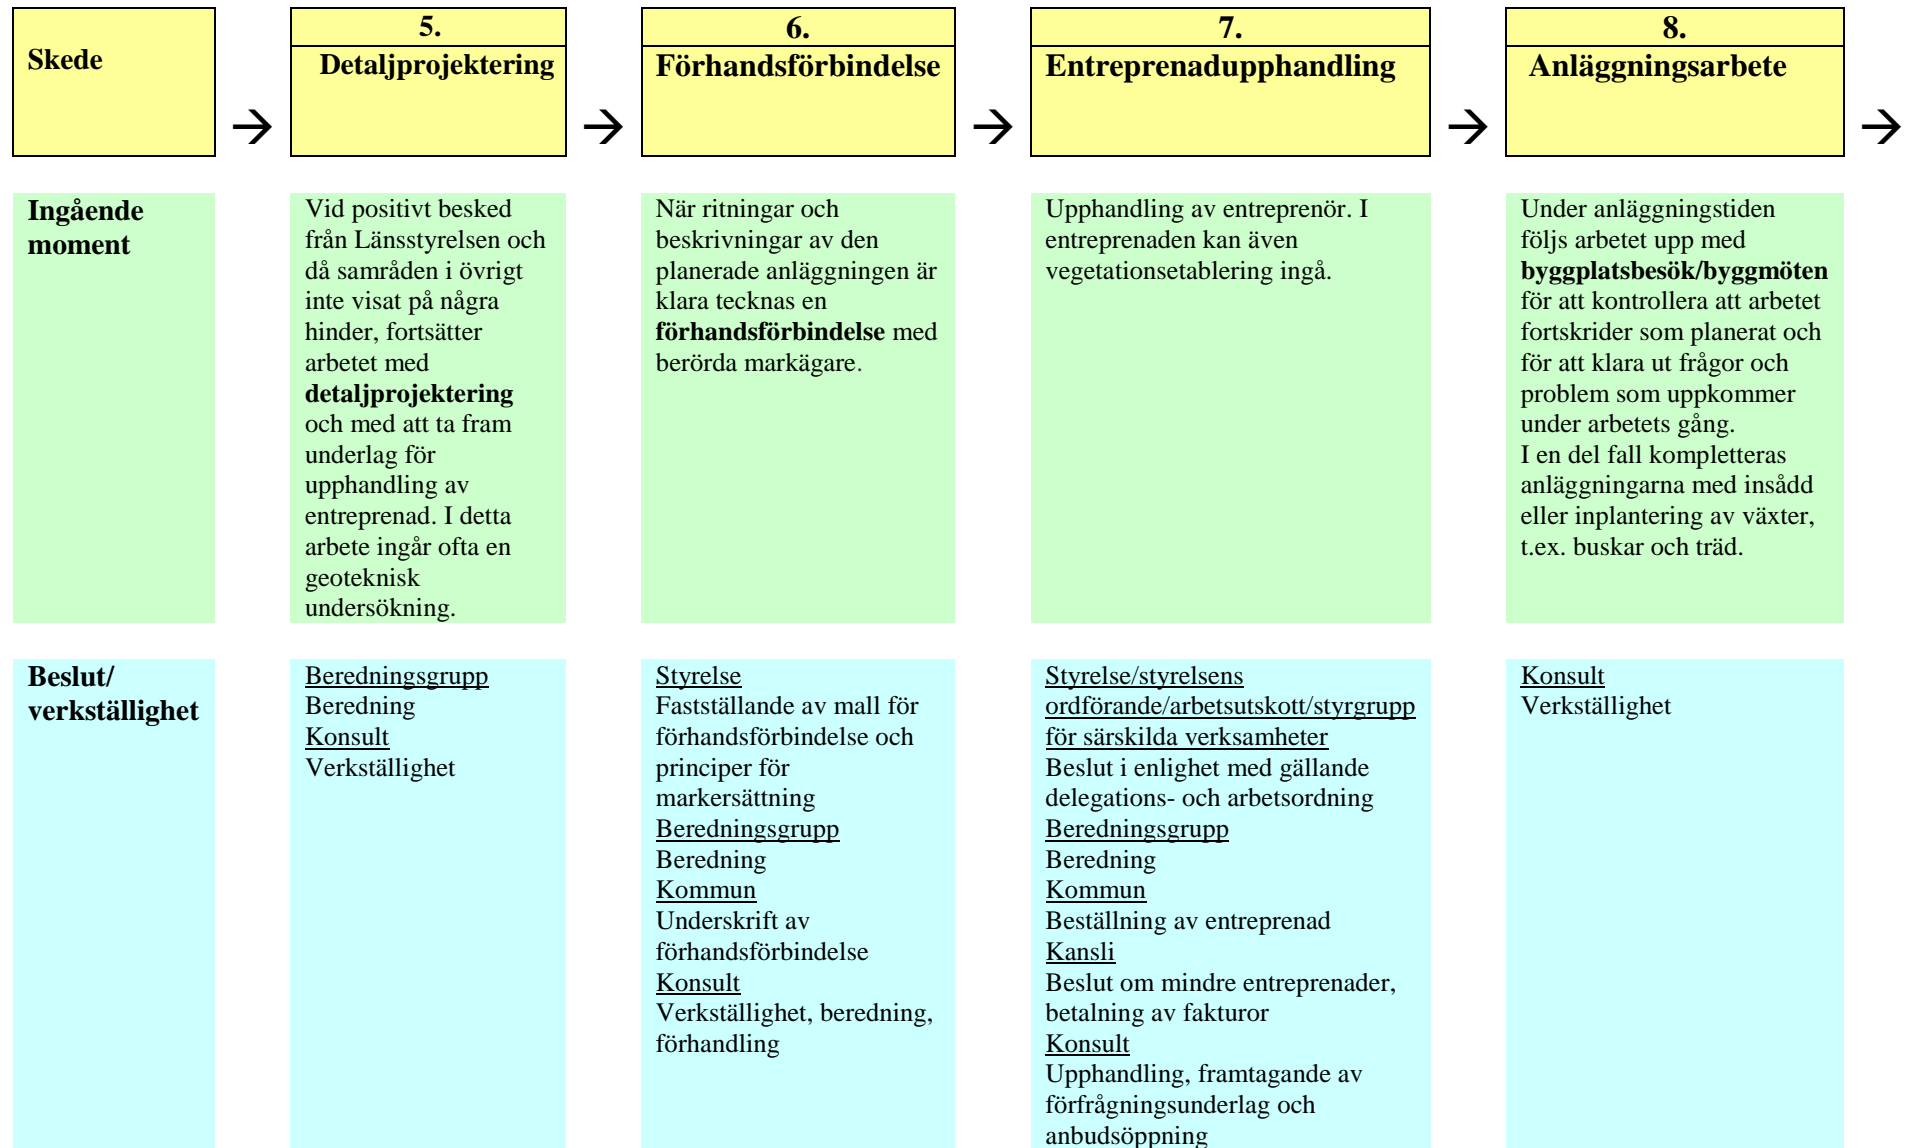 Skede
5.
Detaljprojektering
6.
Förhandsförbindelse
7.
Entreprenadupphandling
8.
Anläggningsarbete
Ingående
moment
Vid positivt besked
från Länsstyrelsen och
då samråden i övrigt
inte visat på några
hinder, fortsätter
arbetet med
detaljprojektering
och med att ta fram
underlag för
upphandling av
entreprenad. I detta
arbete ingår ofta en
geoteknisk
undersökning.
När ritningar och
beskrivningar av den
planerade anläggningen är
klara tecknas en
förhandsförbindelse med
berörda markägare.
Upphandling av entreprenör. I
entreprenaden kan även
vegetationsetablering ingå.
Under anläggningstiden
följs arbetet upp med
byggplatsbesök/byggmöten
för att kontrollera att arbetet
fortskrider som planerat och
för att klara ut frågor och
problem som uppkommer
under arbetets gång.
I en del fall kompletteras
anläggningarna med insådd
eller inplantering av växter,
t.ex. buskar och träd.
Beslut/
verkställighet
Beredningsgrupp
Beredning
Konsult
Verkställighet
Styrelse
Fastställande av mall för
förhandsförbindelse och
principer för
markersättning
Beredningsgrupp
Beredning
Kommun
Underskrift av
förhandsförbindelse
Konsult
Verkställighet, beredning,
förhandling
Styrelse/styrelsens
ordförande/arbetsutskott/styrgrupp
för särskilda verksamheter
Beslut i enlighet med gällande
delegations- och arbetsordning
Beredningsgrupp
Beredning
Kommun
Beställning av entreprenad
Kansli
Beslut om mindre entreprenader,
betalning av fakturor
Konsult
Upphandling, framtagande av
förfrågningsunderlag och
anbudsöppning
Konsult
Verkställighet